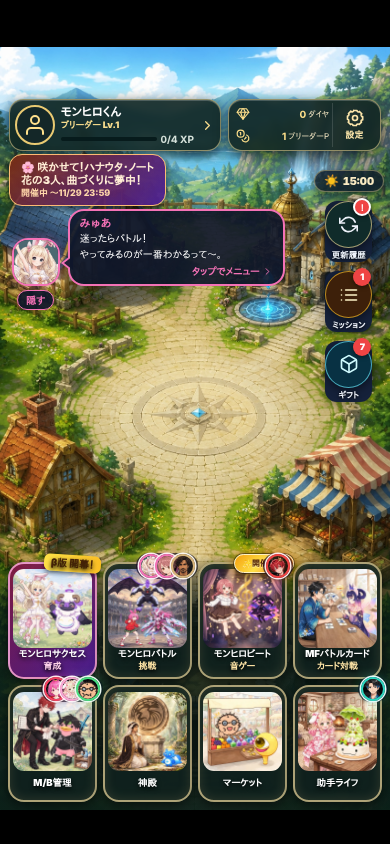 モンヒロくん
ブリーダー Lv.1
0/4 XP
0 ダイヤ
1 ブリーダーP
設定
🌸 咲かせて!ハナウタ・ノート
花の3人、曲づくりに夢中!
開催中 〜11/29 23:59
☀️ 15:00
みゅあ
迷ったらバトル!
やってみるのが一番わかるって〜。
タップでメニュー
隠す
!
更新履歴
1
ミッション
7
ギフト
β版 開幕!
モンヒロサクセス
育成
モンヒロバトル
挑戦
モンヒロビート
音ゲー
MFバトルカード
カード対戦
M/B管理
神殿
マーケット
助手ライフ